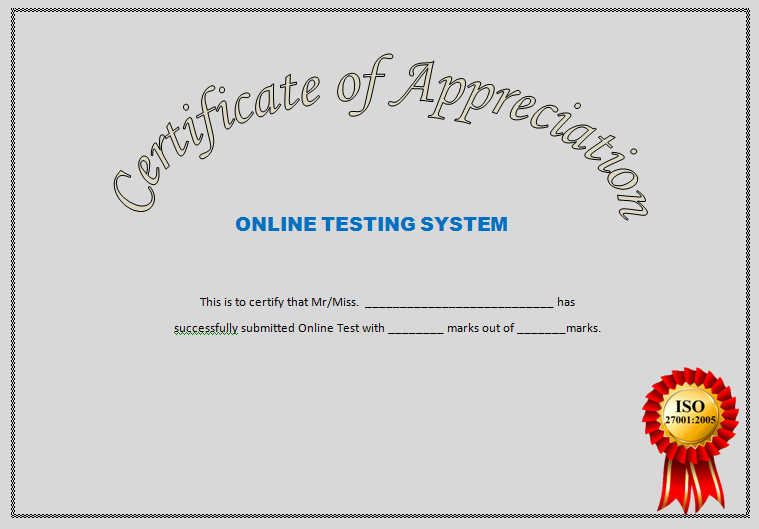 Certificate of Appreciation
ONLINE TESTING SYSTEM
This is to certify that Mr/Miss. ___________________________ has
successfully submitted Online Test with ________ marks out of _______marks.
ISO
27001:2005